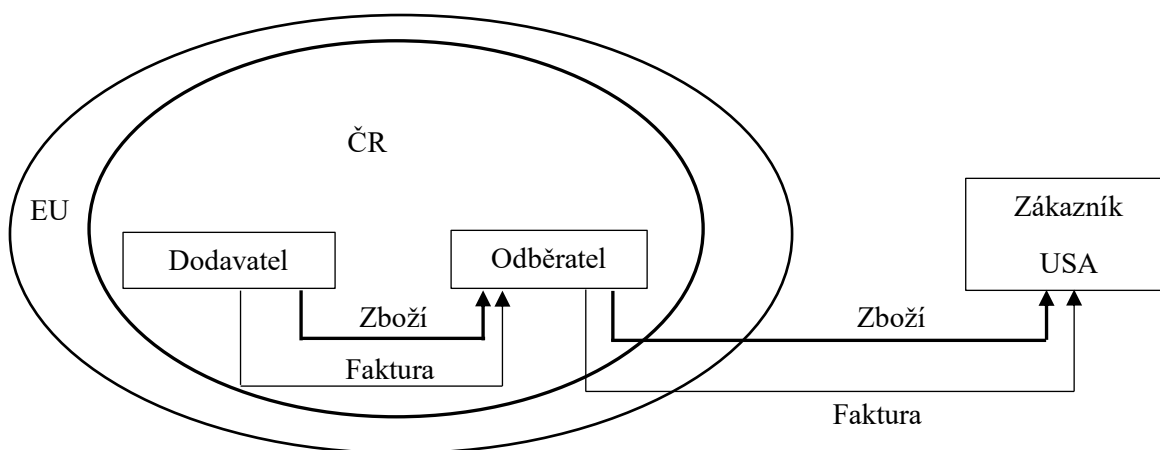 ČR
EU
Zákazník
USA
Dodavatel
Odběratel
Zboží
Zboží
Faktura
Faktura